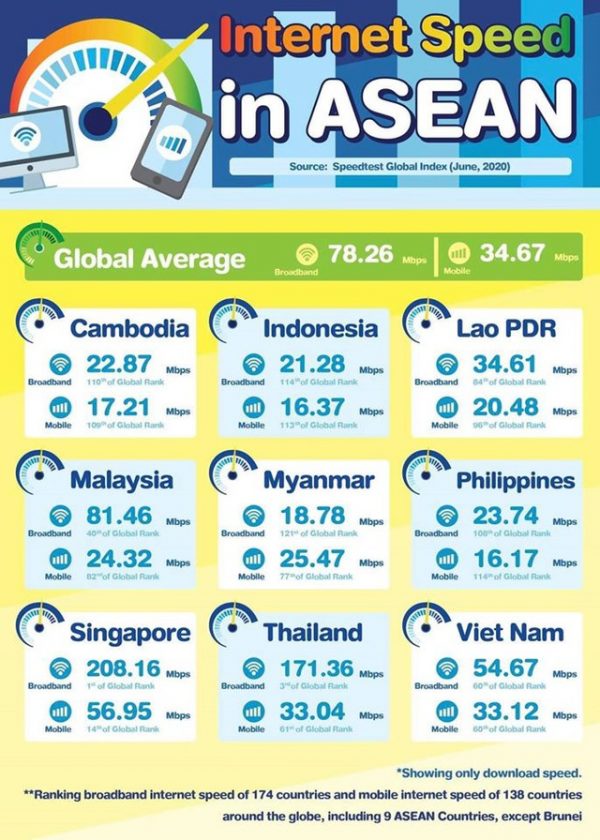 Internet Speed
in ASEAN
Source: Speedtest Global Index (June, 2020)
Global Average
Broadband 78.26 Mbps
Mobile 34.67 Mbps
Cambodia
Broadband 22.87 Mbps
110th of Global Rank
Mobile 17.21 Mbps
109th of Global Rank
Indonesia
Broadband 21.28 Mbps
114th of Global Rank
Mobile 16.37 Mbps
113th of Global Rank
Lao PDR
Broadband 34.61 Mbps
84th of Global Rank
Mobile 20.48 Mbps
96th of Global Rank
Malaysia
Broadband 81.46 Mbps
40th of Global Rank
Mobile 24.32 Mbps
82nd of Global Rank
Myanmar
Broadband 18.78 Mbps
121st of Global Rank
Mobile 25.47 Mbps
77th of Global Rank
Philippines
Broadband 23.74 Mbps
108th of Global Rank
Mobile 16.17 Mbps
114th of Global Rank
Singapore
Broadband 208.16 Mbps
1st of Global Rank
Mobile 56.95 Mbps
14th of Global Rank
Thailand
Broadband 171.36 Mbps
3rd of Global Rank
Mobile 33.04 Mbps
61st of Global Rank
Viet Nam
Broadband 54.67 Mbps
60th of Global Rank
Mobile 33.12 Mbps
of Global Rank
*Showing only download speed.
**Ranking broadband internet speed of 174 countries and mobile internet speed of 138 countries
around the globe, including 9 ASEAN Countries, except Brunei